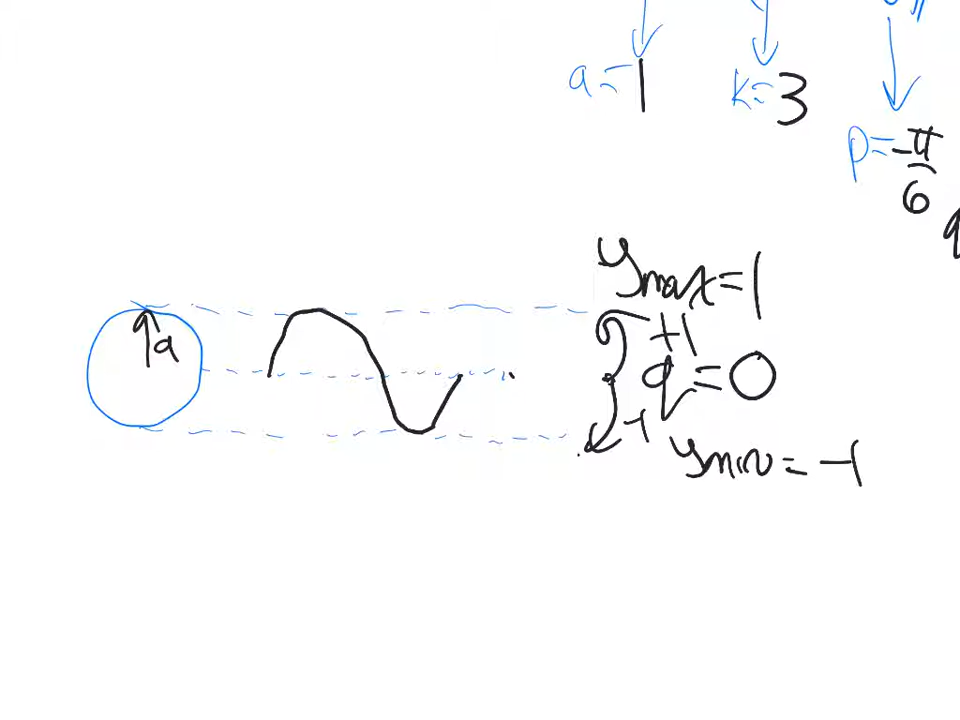 a=1 k=3
p=-π/6
ymax=1
+1
a
q=0
-1
ymin=-1